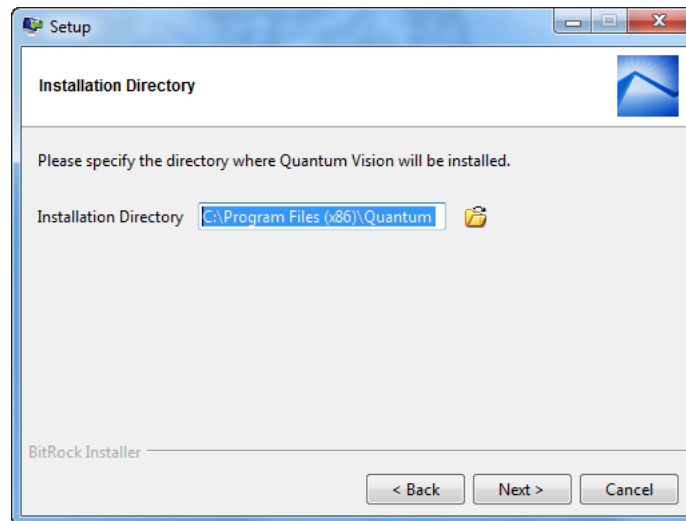 Setup
Installation Directory
Please specify the directory where Quantum Vision will be installed.
Installation Directory C:\Program Files (x86)\Quantum
BitRock Installer
< Back Next > Cancel